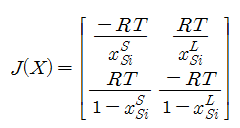 J(X) = [ −RT / x_{Si}^{S}   RT / x_{Si}^{L} ]
[ RT / (1 − x_{Si}^{S})   −RT / (1 − x_{Si}^{L}) ]